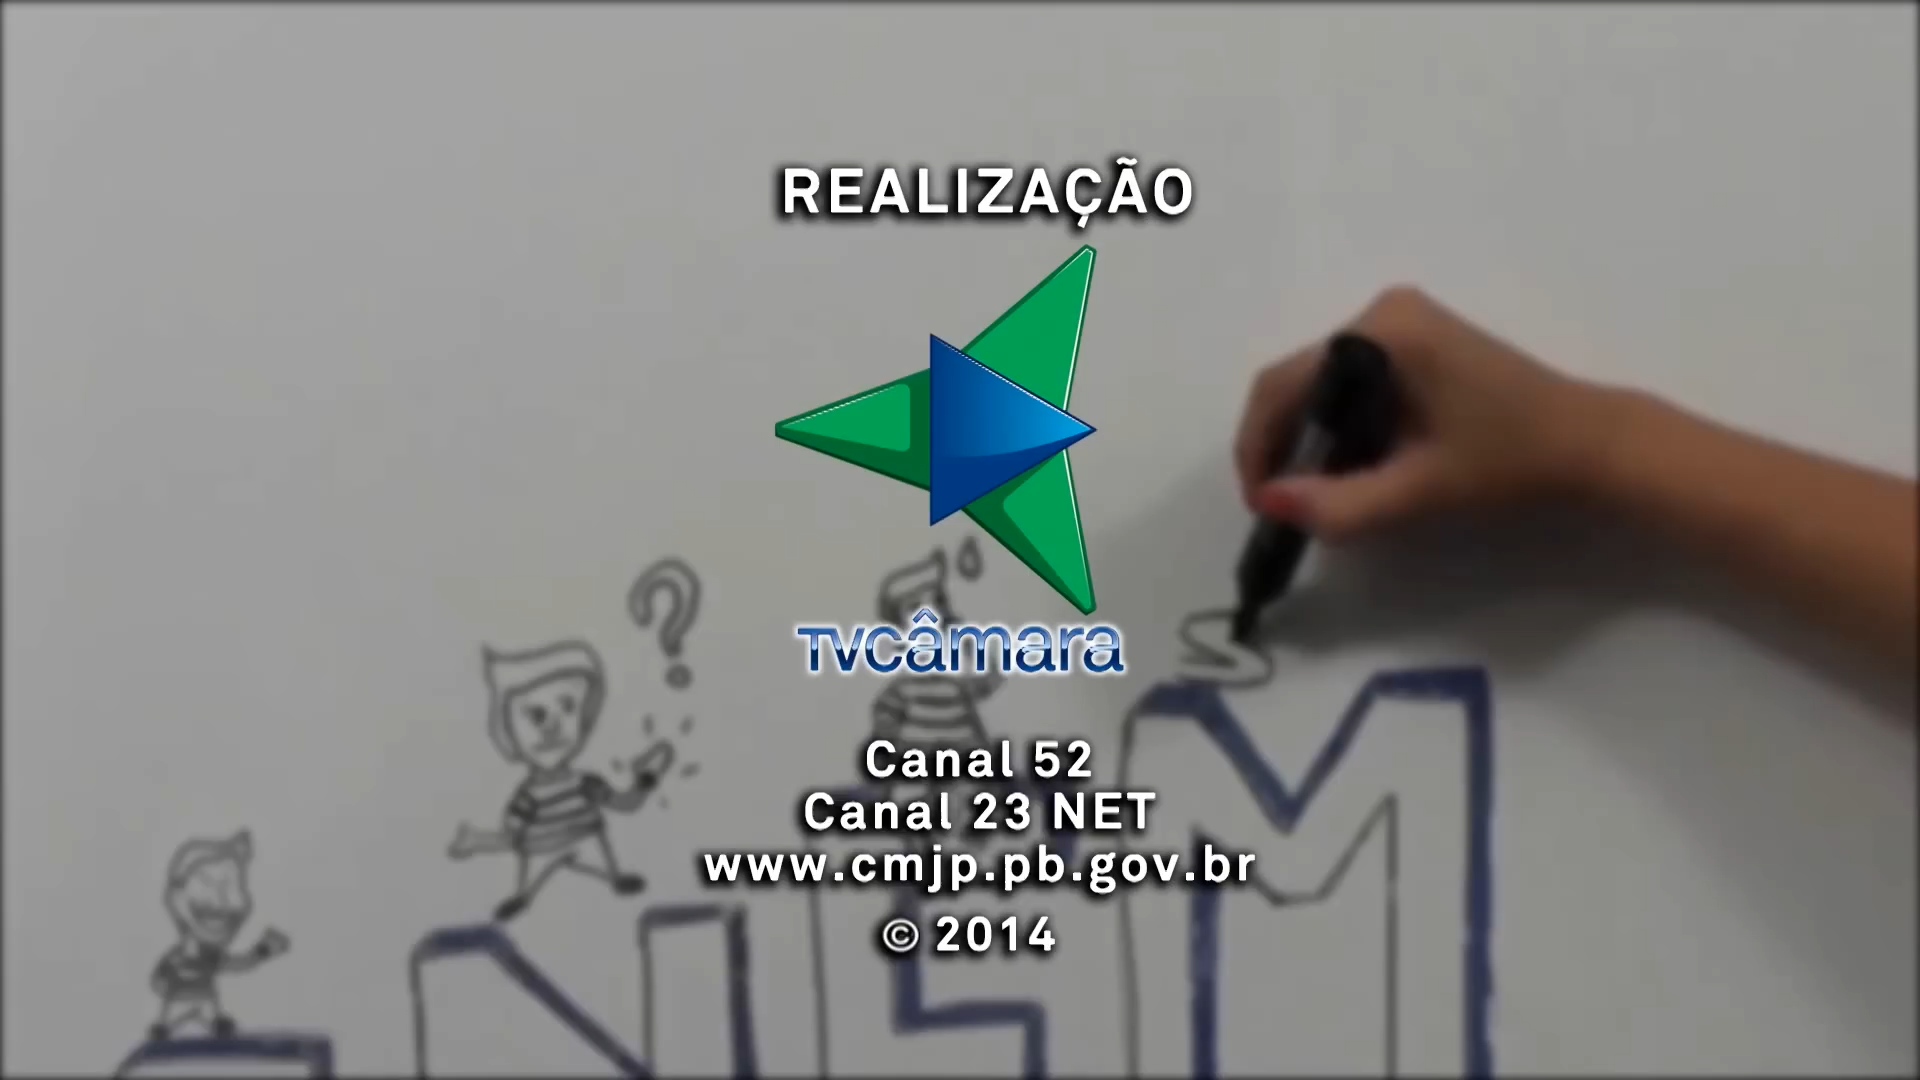 REALIZAÇÃO
TVcâmara
Canal 52
Canal 23 NET
www.cmjp.pb.gov.br
© 2014
?